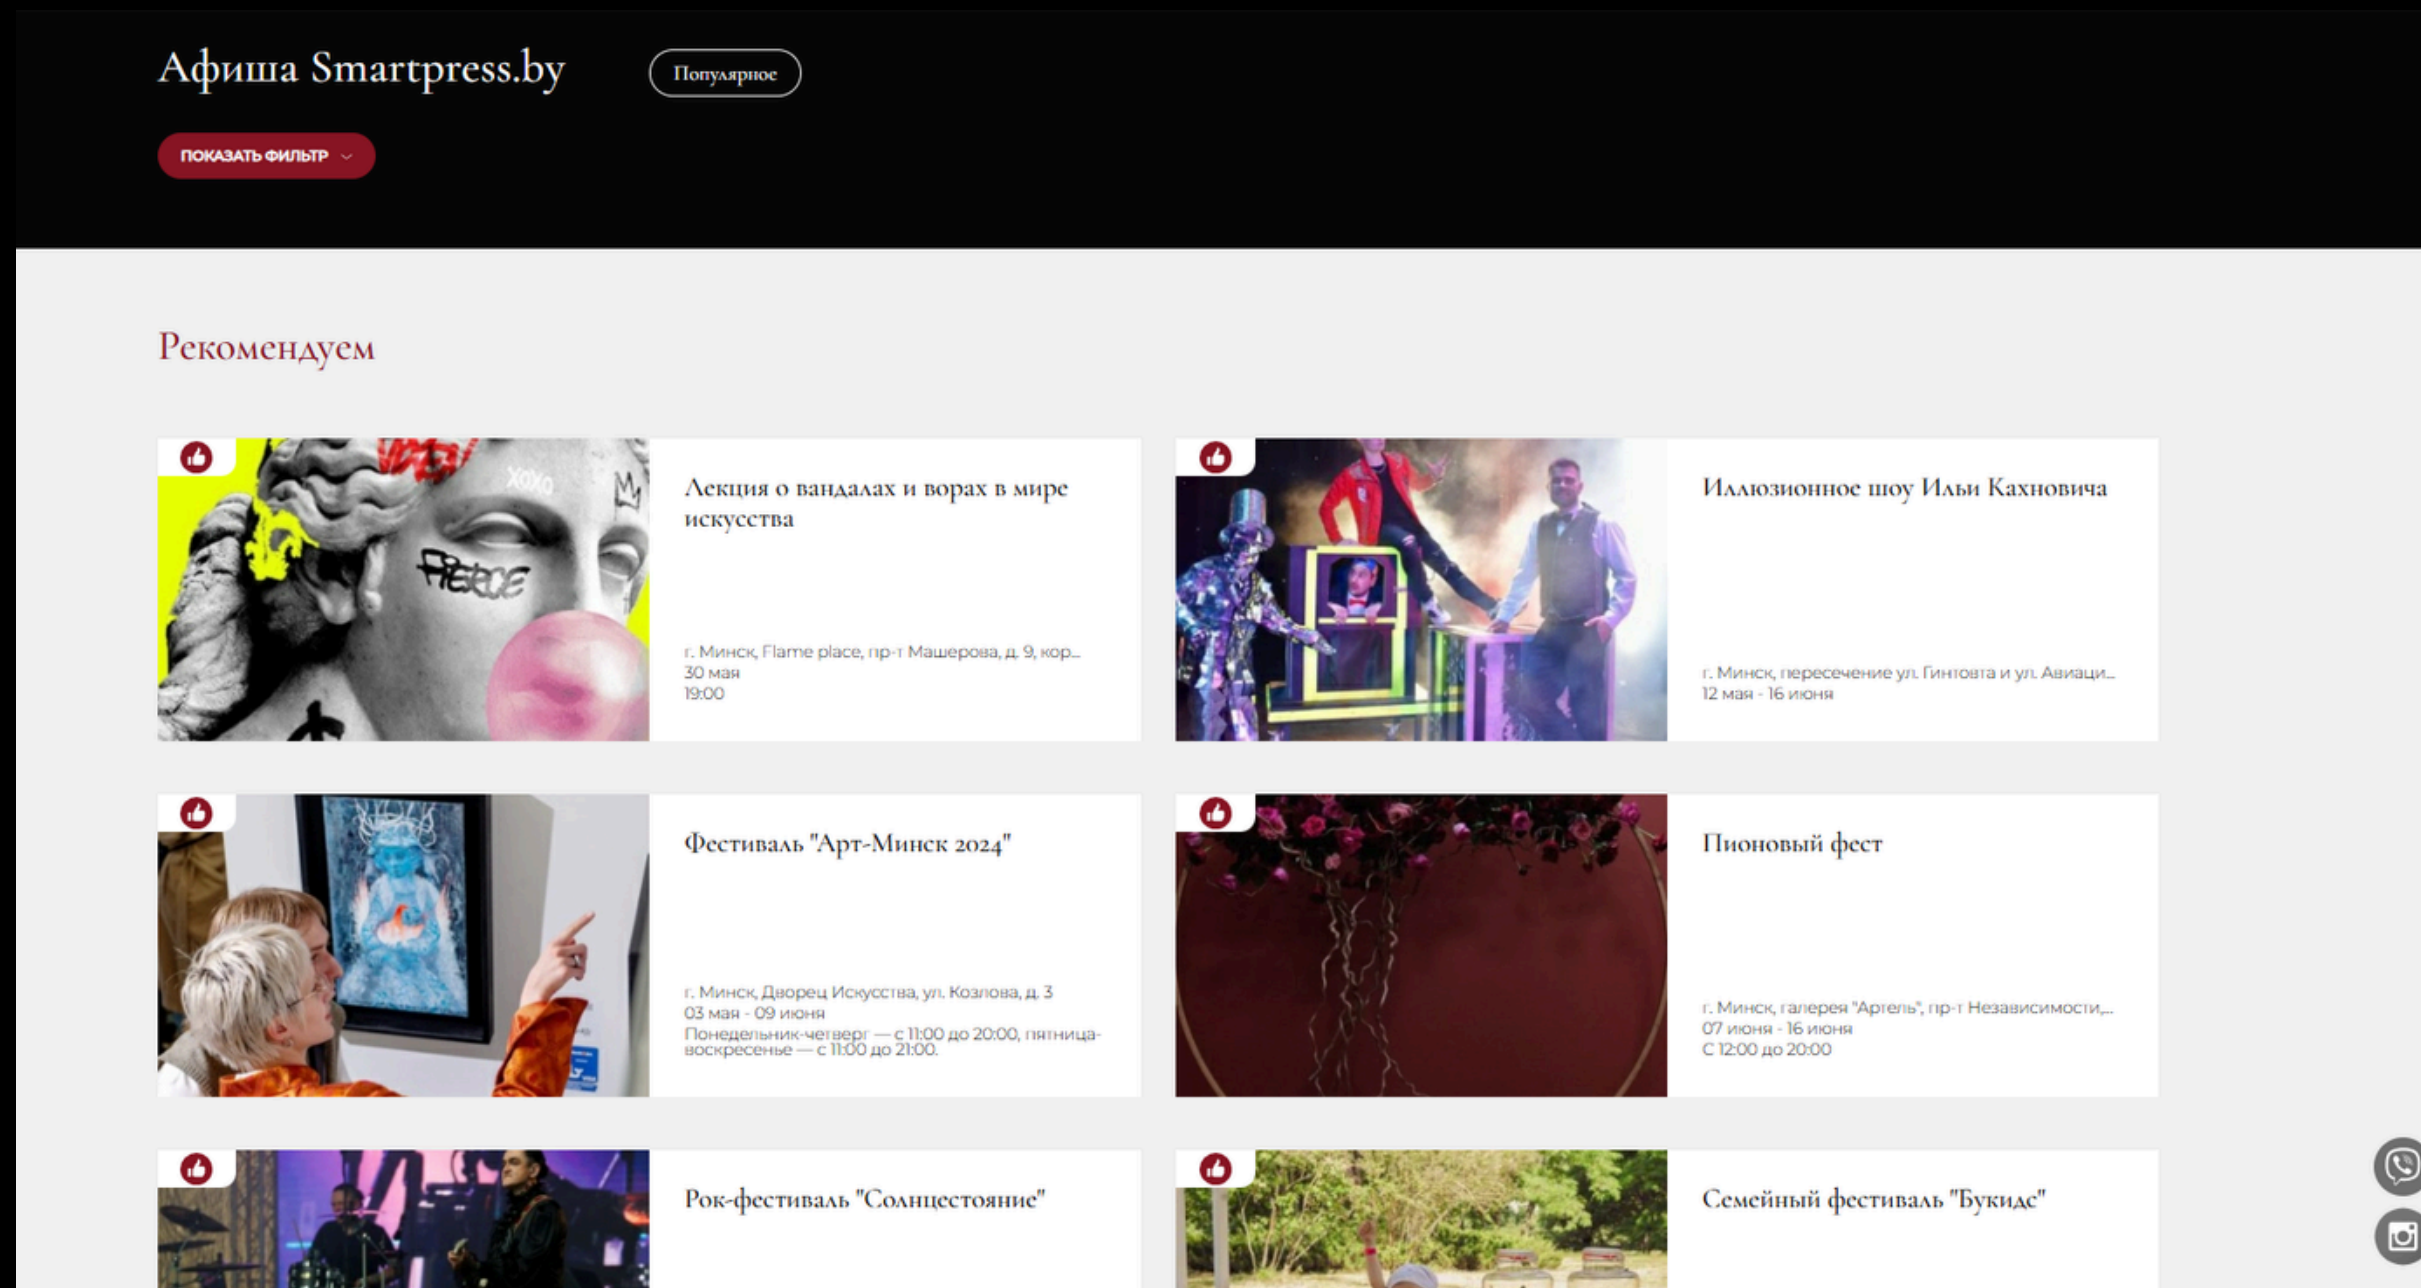 Афиша Smartpress.by
Популярное
ПОКАЗАТЬ ФИЛЬТР
Рекомендуем
XOXO
FIERCE
Лекция о вандалах и ворах в мире
искусства
г. Минск, Flame place, пр-т Машерова, д. 9, кор...
30 мая
19:00
Иллюзионное шоу Ильи Кахновича
г. Минск, пересечение ул. Гинтовта и ул. Авиаци...
12 мая - 16 июня
Фестиваль "Арт-Минск 2024"
г. Минск, Дворец Искусства, ул. Козлова, д. 3
03 мая - 09 июня
Понедельник-четверг — с 11:00 до 20:00, пятница-
воскресенье — с 11:00 до 21:00.
Пионовый фест
г. Минск, галерея "Артель", пр-т Независимости,...
07 июня - 16 июня
С 12:00 до 20:00
Рок-фестиваль "Солнцестояние"
Семейный фестиваль "Букидс"